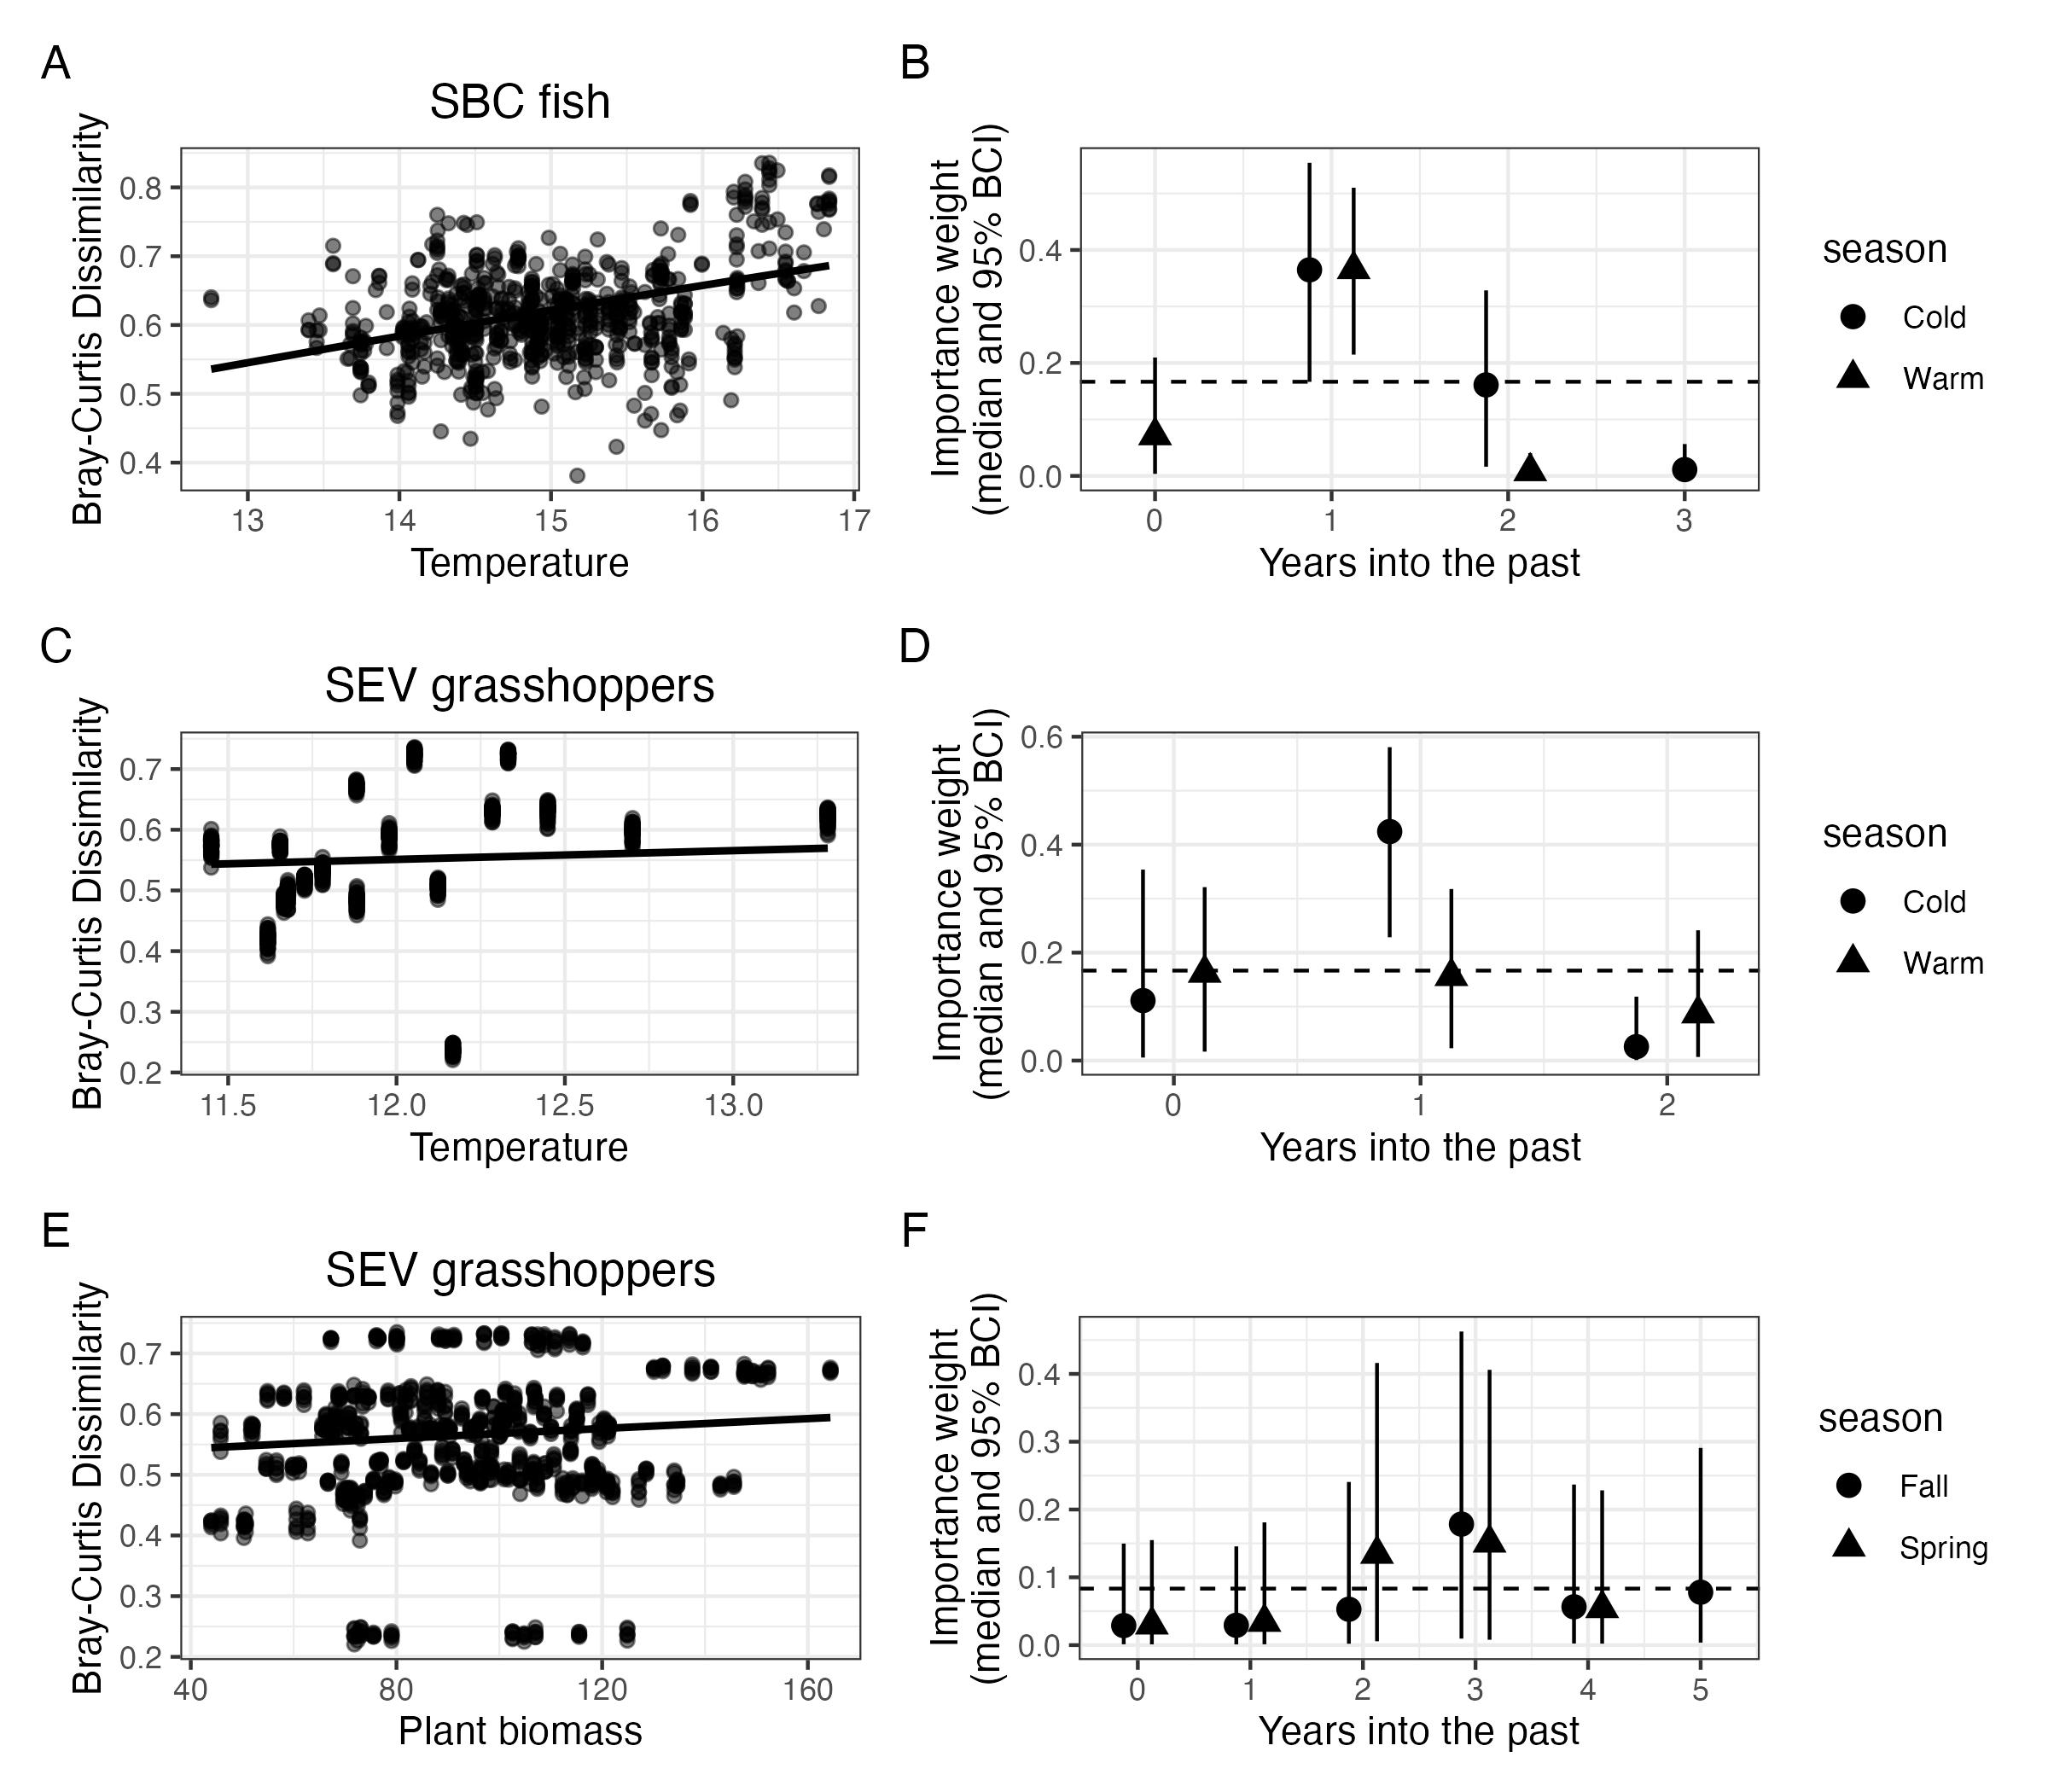 A
SBC fish
Bray-Curtis Dissimilarity
0.8
0.7
0.6
0.5
0.4
13 14 15 16 17
Temperature
B
Importance weight
(median and 95% BCI)
0.4
0.2
0.0
0 1 2 3
Years into the past
season
Cold
Warm
C
SEV grasshoppers
Bray-Curtis Dissimilarity
0.7
0.6
0.5
0.4
0.3
0.2
11.5 12.0 12.5 13.0
Temperature
D
Importance weight
(median and 95% BCI)
0.6
0.4
0.2
0.0
0 1 2
Years into the past
season
Cold
Warm
E
SEV grasshoppers
Bray-Curtis Dissimilarity
0.7
0.6
0.5
0.4
0.3
0.2
40 80 120 160
Plant biomass
F
Importance weight
(median and 95% BCI)
0.4
0.3
0.2
0.1
0.0
0 1 2 3 4 5
Years into the past
season
Fall
Spring